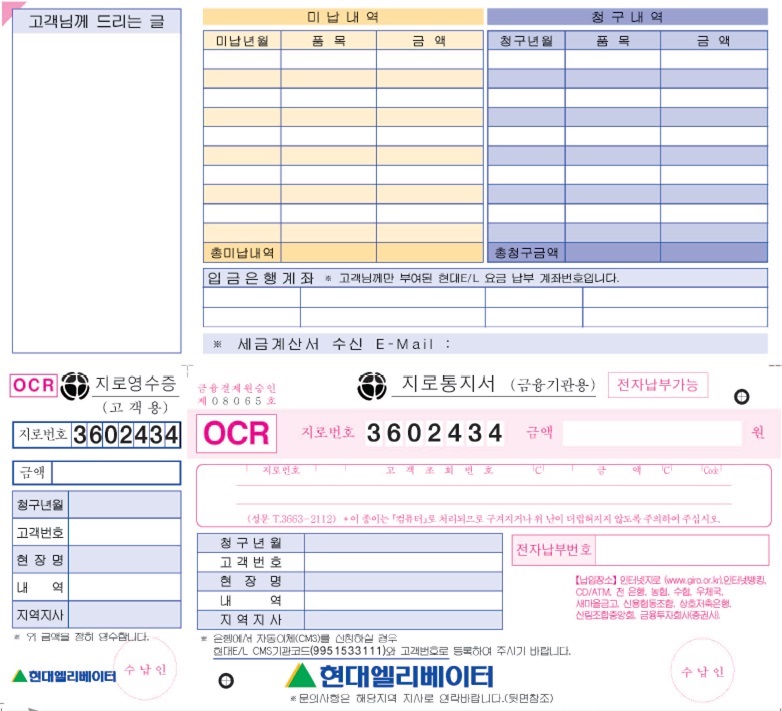 고객님께 드리는 글
미 납 내 역
미납년월 품 목 금 액
총미납내역
청 구 내 역
청구년월 품 목 금 액
총청구금액
입금은행계좌 ※ 고객님께만 부여된 현대E/L 요금 납부 계좌번호입니다.
※ 세금계산서 수신 E-Mail :
OCR 지로영수증
(고 객 용)
지로번호 3602434
금액
청구년월
고객번호
현 장 명
내 역
지역지사
※ 위 금액을 정히 영수합니다.
현대엘리베이터
수 납 인
금융결제원승인
제 0 8 0 6 5 호
지로통지서 (금융기관용) 전자납부가능
OCR 지로번호 3602434 금액 원
지로번호 고 객 조 회 번 호 (C) 금 액 (C) (Code)
(성문 T.3663-2112) *이 종이는 『컴퓨터』로 처리되므로 구겨지거나 위 난이 더럽혀지지 않도록 주의하여 주십시오.
청 구 년 월
고 객 번 호
현 장 명
내 역
지 역 지 사
전자납부번호
【납입장소】 인터넷지로 (www.giro.or.kr),인터넷뱅킹,
CD/ATM, 전 은행, 농협, 수협, 우체국,
새마을금고, 신용협동조합, 상호저축은행,
산림조합중앙회, 금융투자회사(증권사).
※ 은행에서 자동이체(CMS)를 신청하실 경우
현대E/L CMS기관코드(9951533111)와 고객번호로 등록하여 주시기 바랍니다.
현대엘리베이터
※문의사항은 해당지역 지사로 연락바랍니다.(뒷면참조)
수 납 인